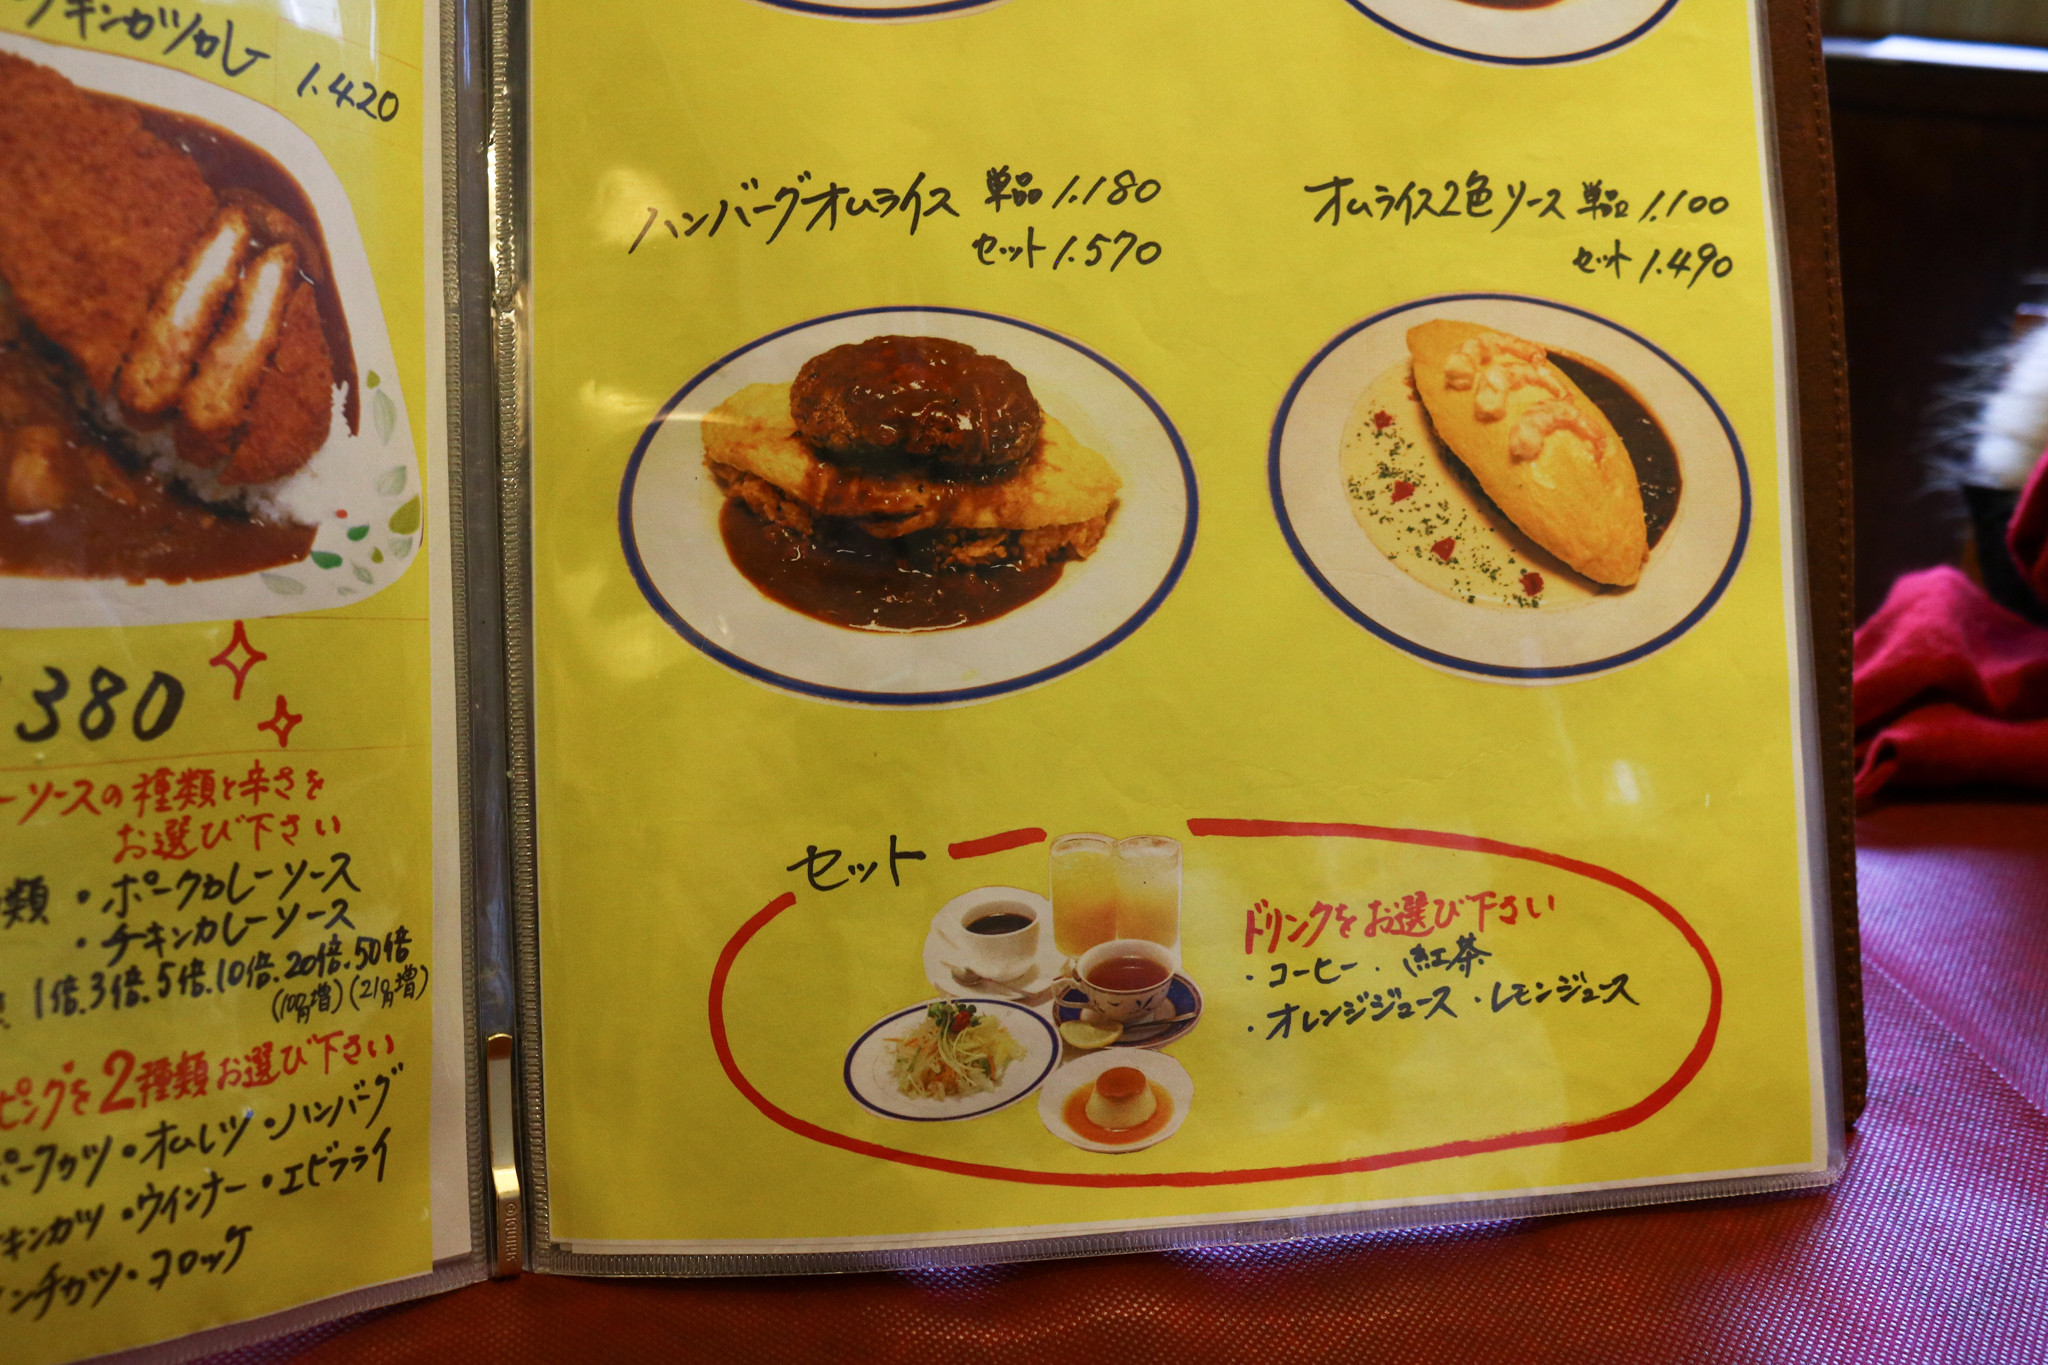 チキンカツカレー 1.420
380
ソースの種類と辛さを
お選び下さい
類 ・ポークカレーソース
・チキンカレーソース
1倍.3倍.5倍.10倍.20倍.50倍
(10円増)(21円増)
ピングを2種類お選び下さい
ポークカツ・オムレツ・ハンバーグ
キンカツ・ウインナー・エビフライ
ンチカツ・コロッケ
ハンバーグオムライス 単品 1.180
セット 1.570
オムライス2色ソース 単品 1.100
セット 1.490
セット
ドリンクをお選び下さい
・コーヒー・紅茶
・オレンジジュース・レモンジュース